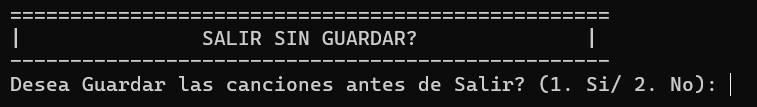 ==================================================
|               SALIR SIN GUARDAR?              |
--------------------------------------------------
Desea Guardar las canciones antes de Salir? (1. Si/ 2. No):